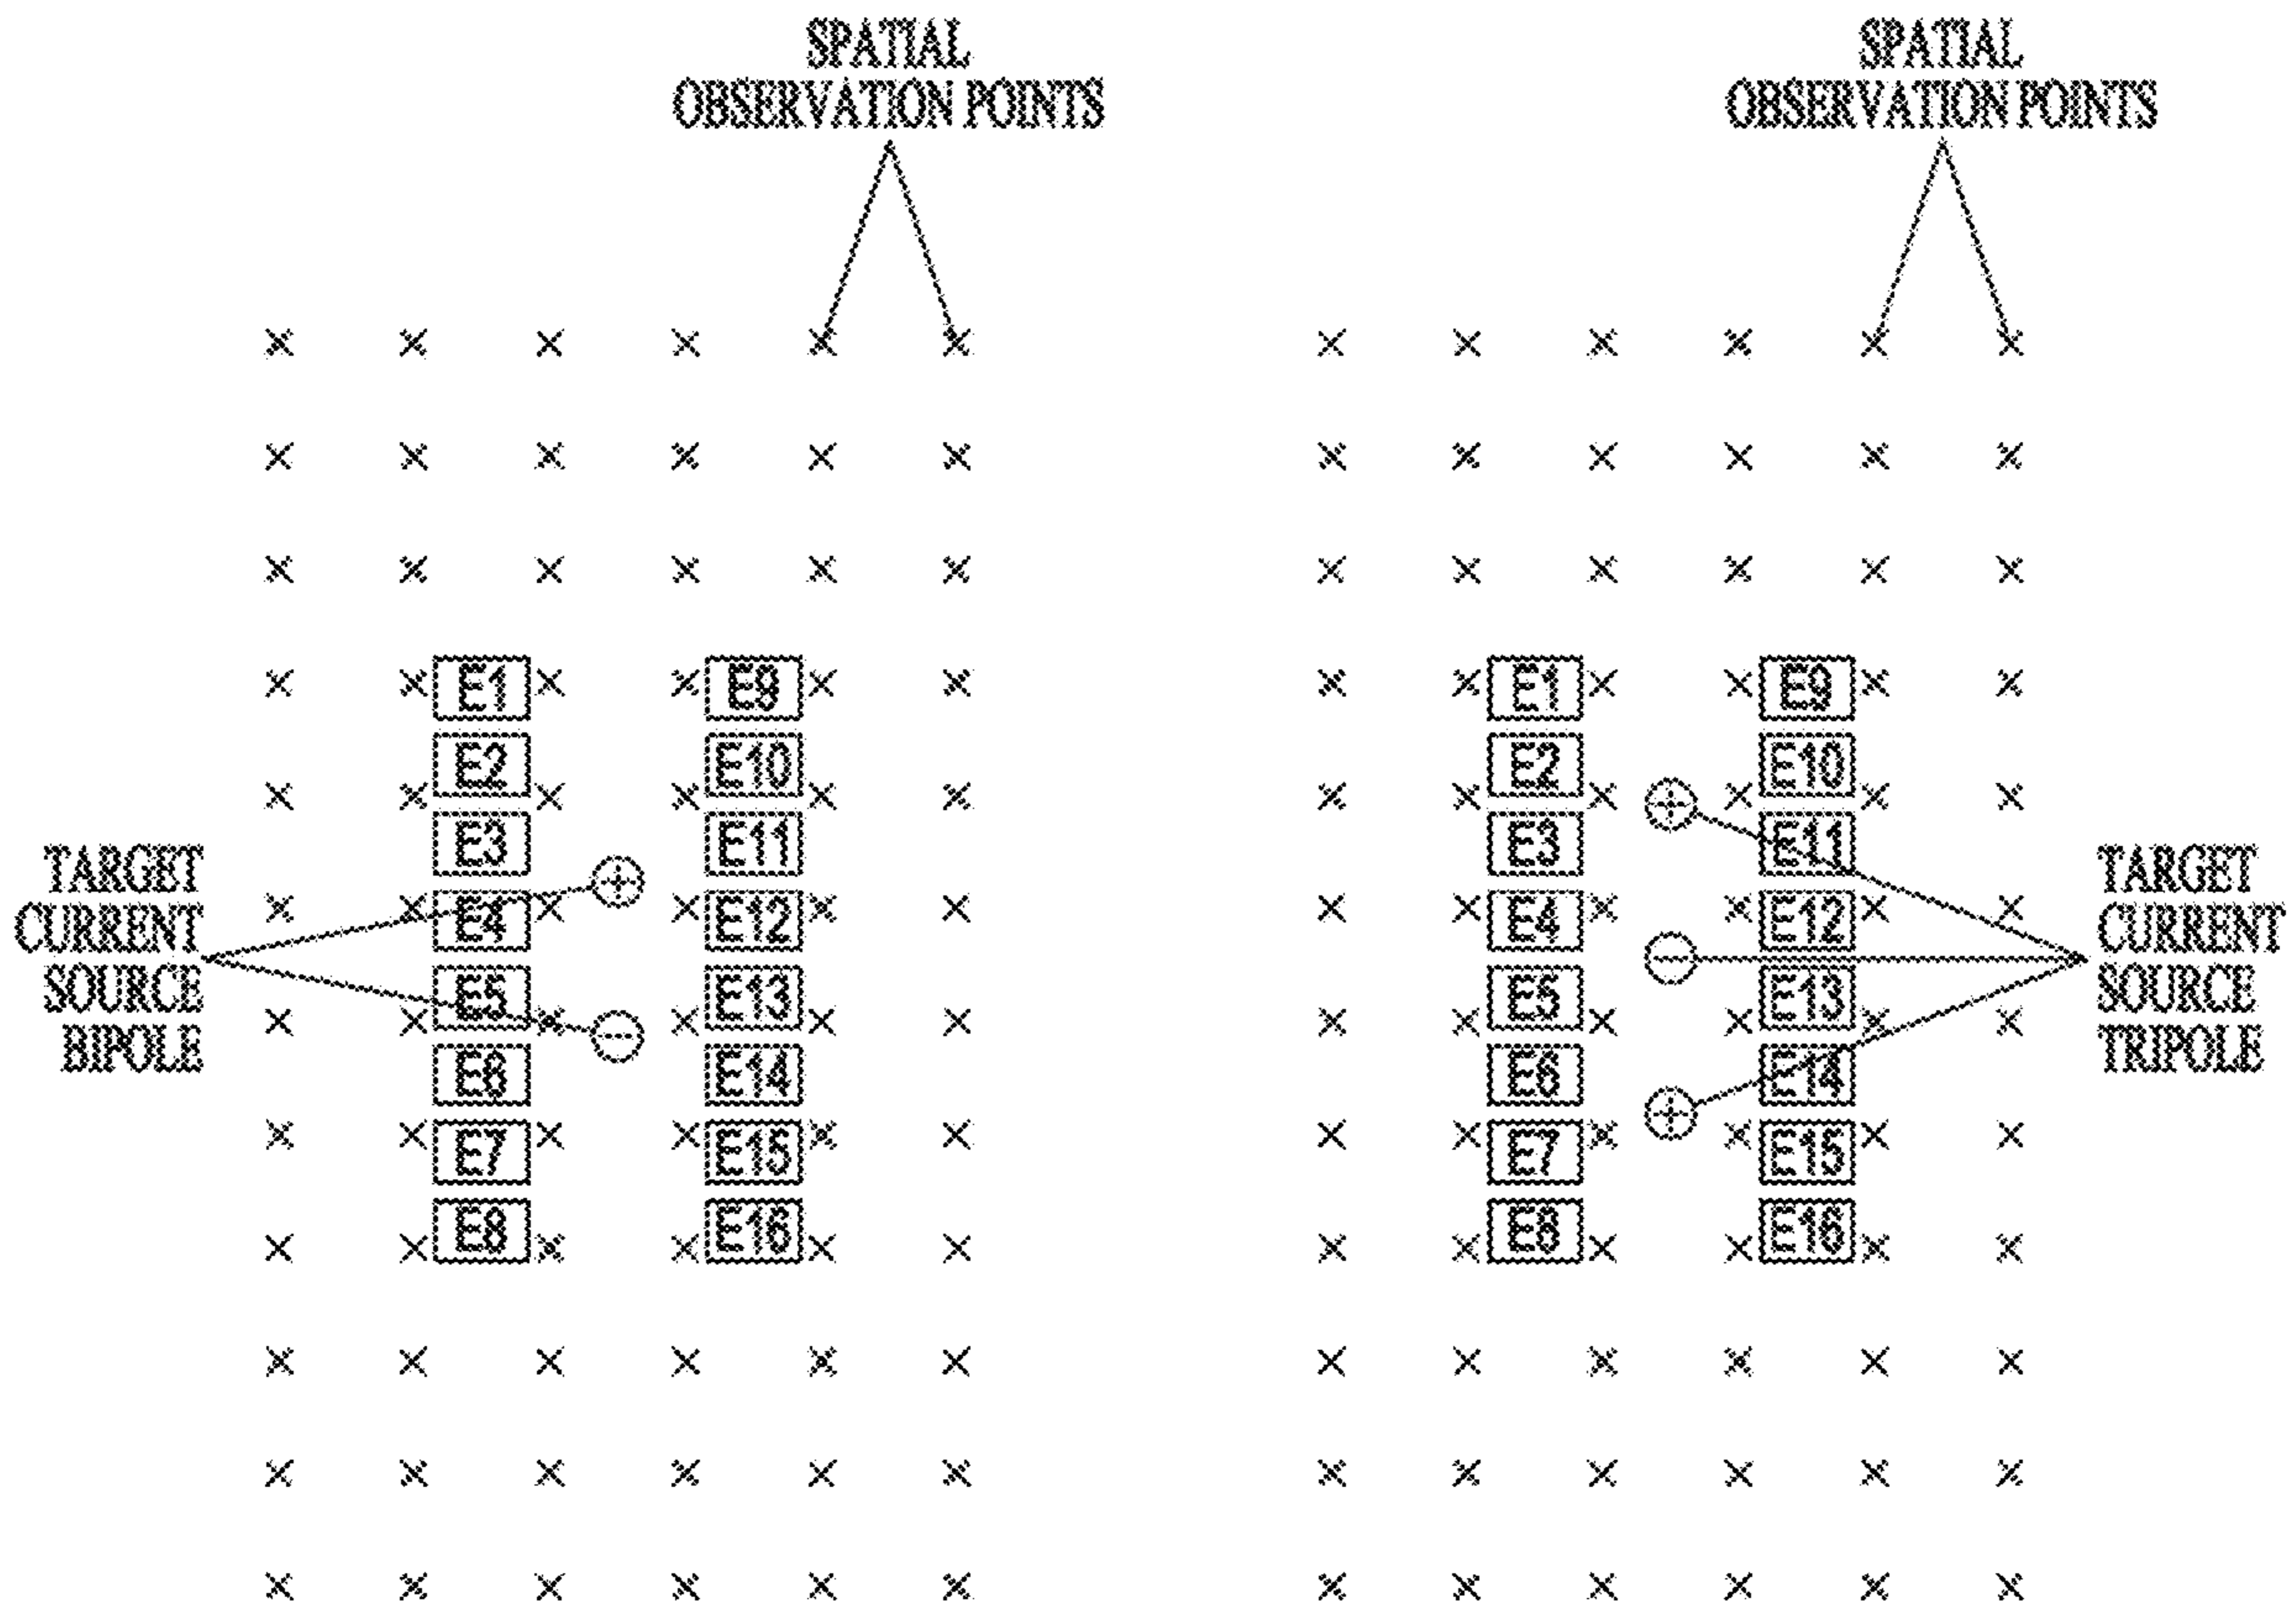 SPATIAL
OBSERVATION POINTS
SPATIAL
OBSERVATION POINTS
TARGET
CURRENT
SOURCE
BIPOLE
E1
E2
E3
E4
E5
E6
E7
E8
E9
E10
E11
E12
E13
E14
E15
E16
E1
E2
E3
E4
E5
E6
E7
E8
E9
E10
E11
E12
E13
E14
E15
E16
TARGET
CURRENT
SOURCE
TRIPOLE